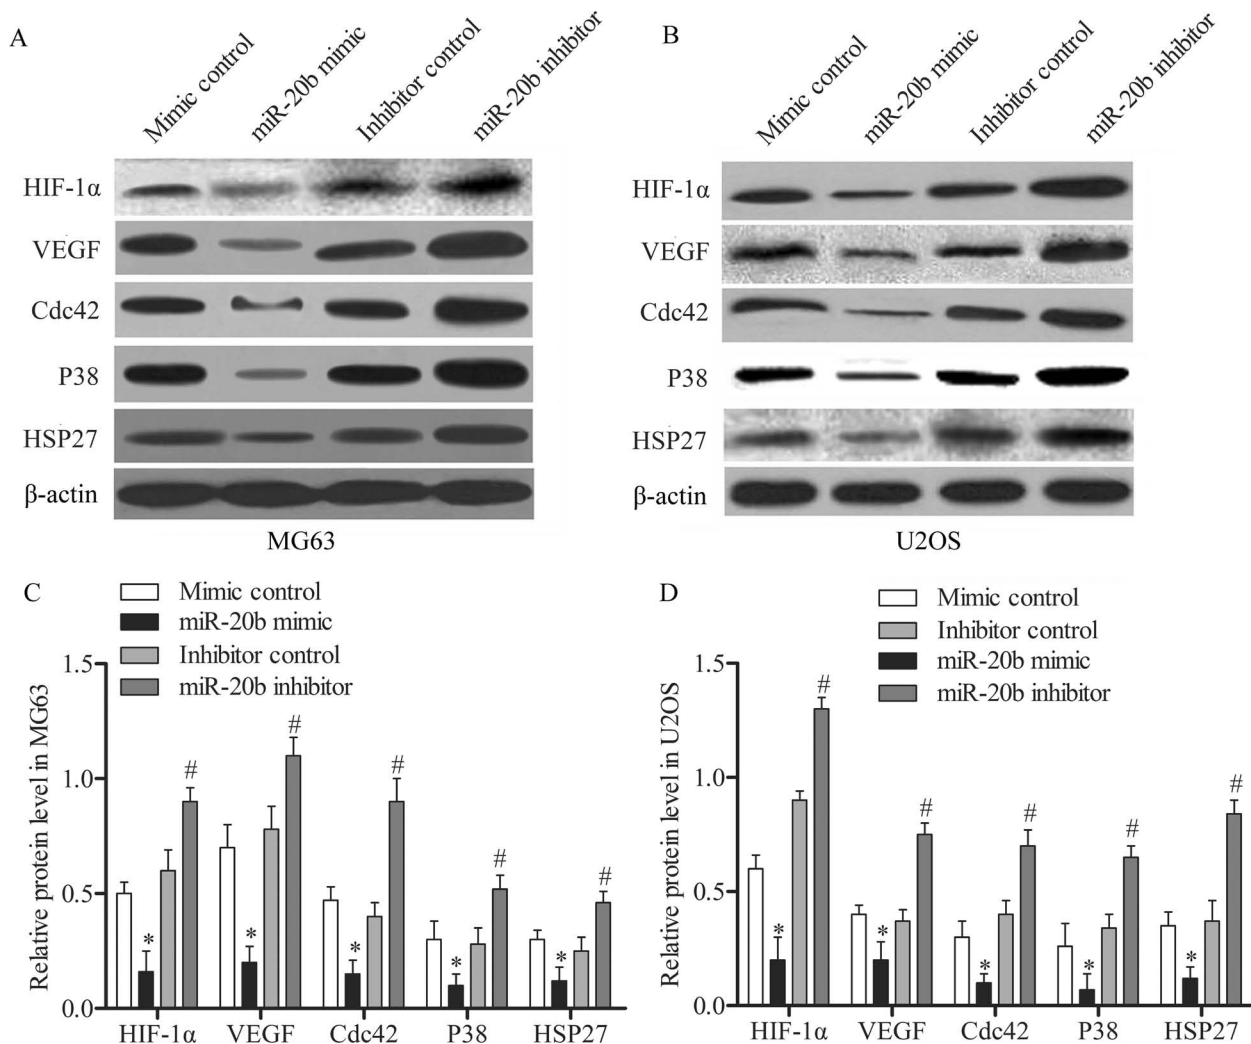 A
Mimic control
miR-20b mimic
Inhibitor control
miR-20b inhibitor
HIF-1α
VEGF
Cdc42
P38
HSP27
β-actin
MG63
B
Mimic control
miR-20b mimic
Inhibitor control
miR-20b inhibitor
HIF-1α
VEGF
Cdc42
P38
HSP27
β-actin
U2OS
C
Mimic control
miR-20b mimic
Inhibitor control
miR-20b inhibitor
Relative protein level in MG63
1.5
1.0
0.5
0.0
* # * # * # * # * #
HIF-1α VEGF Cdc42 P38 HSP27
D
Mimic control
Inhibitor control
miR-20b mimic
miR-20b inhibitor
Relative protein level in U2OS
1.5
1.0
0.5
0.0
* # * # * # * # * #
HIF-1α VEGF Cdc42 P38 HSP27